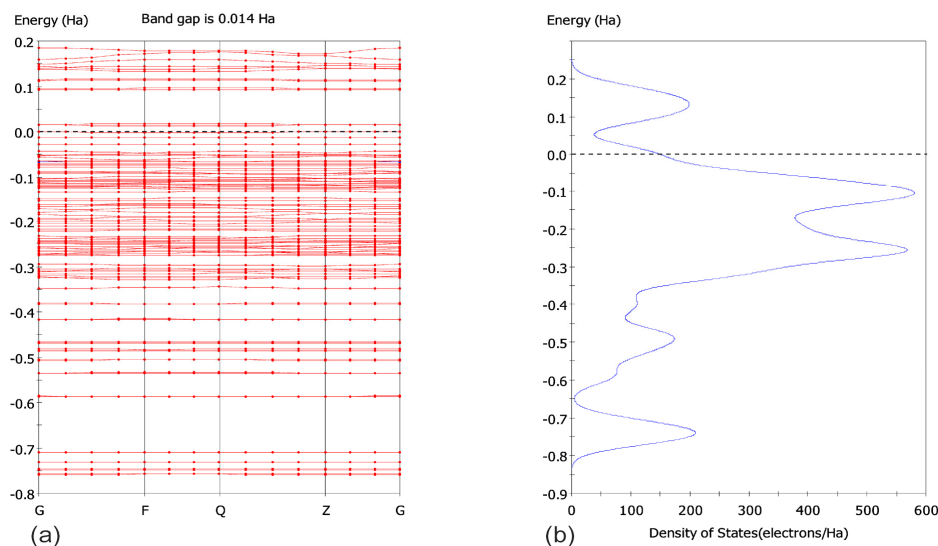 Energy (Ha)
Band gap is 0.014 Ha
0.2
0.1
0.0
-0.1
-0.2
-0.3
-0.4
-0.5
-0.6
-0.7
-0.8
G
F
Q
Z
G
(a)
Energy (Ha)
0.2
0.1
0.0
-0.1
-0.2
-0.3
-0.4
-0.5
-0.6
-0.7
-0.8
-0.9
0
100
200
300
400
500
600
Density of States(electrons/Ha)
(b)